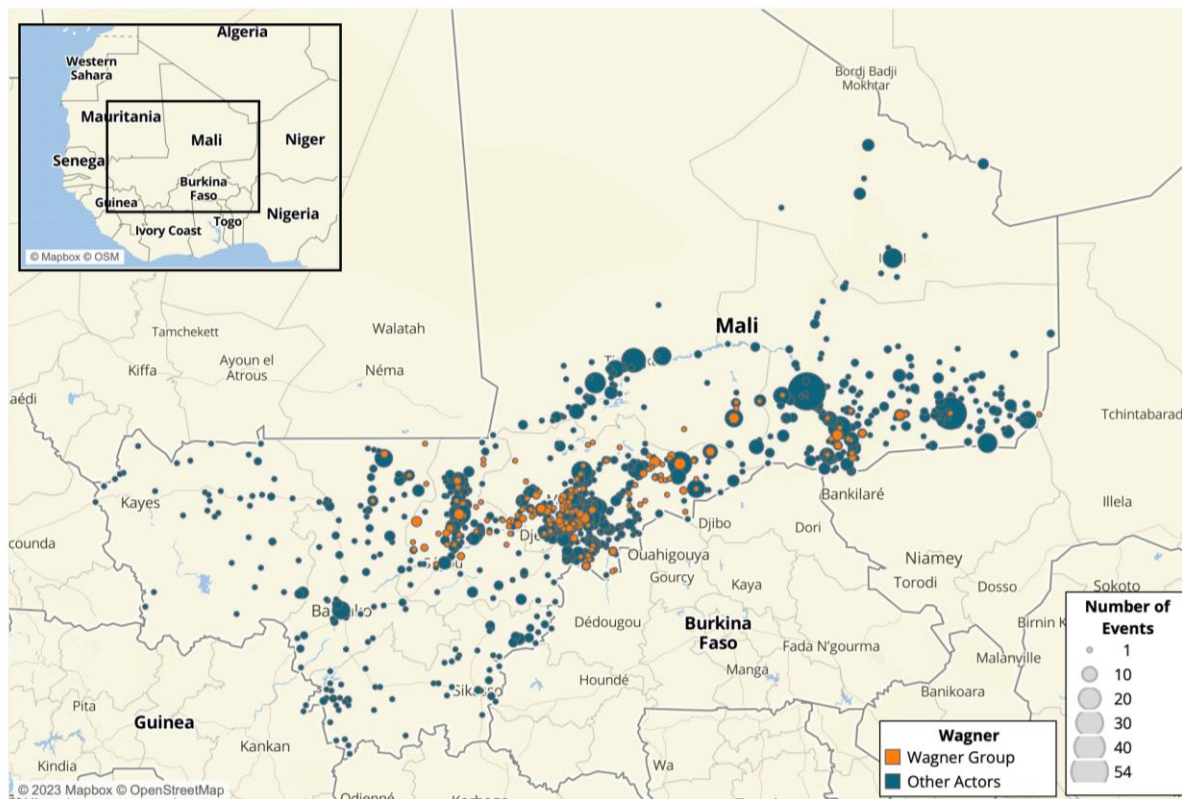 Algeria
Western
Sahara
Mauritania
Mali
Niger
Senega
Burkina
Faso
Guinea
Nigeria
Togo
Ivory Coast
© Mapbox © OSM
Bordj Badji
Mokhtar
Mali
Tamchekett
Walatah
Kiffa
Ayoun el
Atrous
Néma
aédi
Tchintabarad
Kayes
Bankilaré
Illela
Djibo
Dori
counda
Ouahigouya
Niamey
Gourcy
Kaya
Torodi
Dosso
Sokoto
Dédougou
Burkina
Faso
Birnin K
Fada N'gourma
Malanville
Manga
Houndé
Banikoara
Pita
Guinea
Kankan
Kindia
Wa
Number of
Events
1
10
20
30
40
54
Wagner
Wagner Group
Other Actors
© 2023 Mapbox © OpenStreetMap